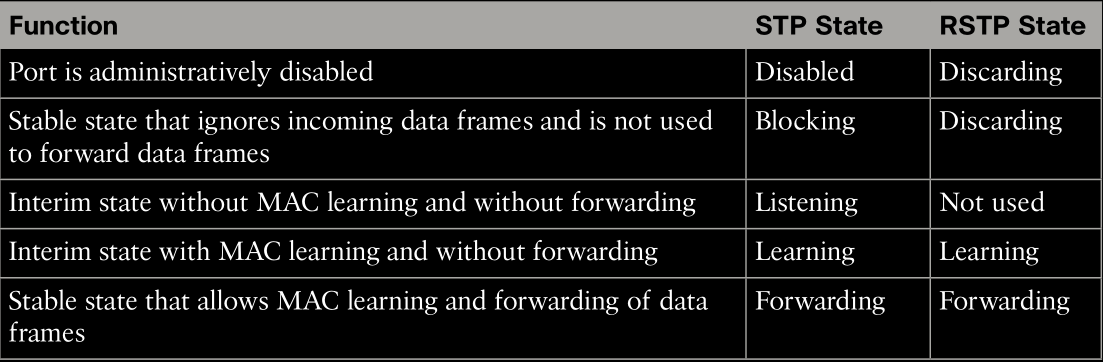 Function STP State RSTP State
Port is administratively disabled Disabled Discarding
Stable state that ignores incoming data frames and is not used Blocking Discarding
to forward data frames
Interim state without MAC learning and without forwarding Listening Not used
Interim state with MAC learning and without forwarding Learning Learning
Stable state that allows MAC learning and forwarding of data Forwarding Forwarding
frames